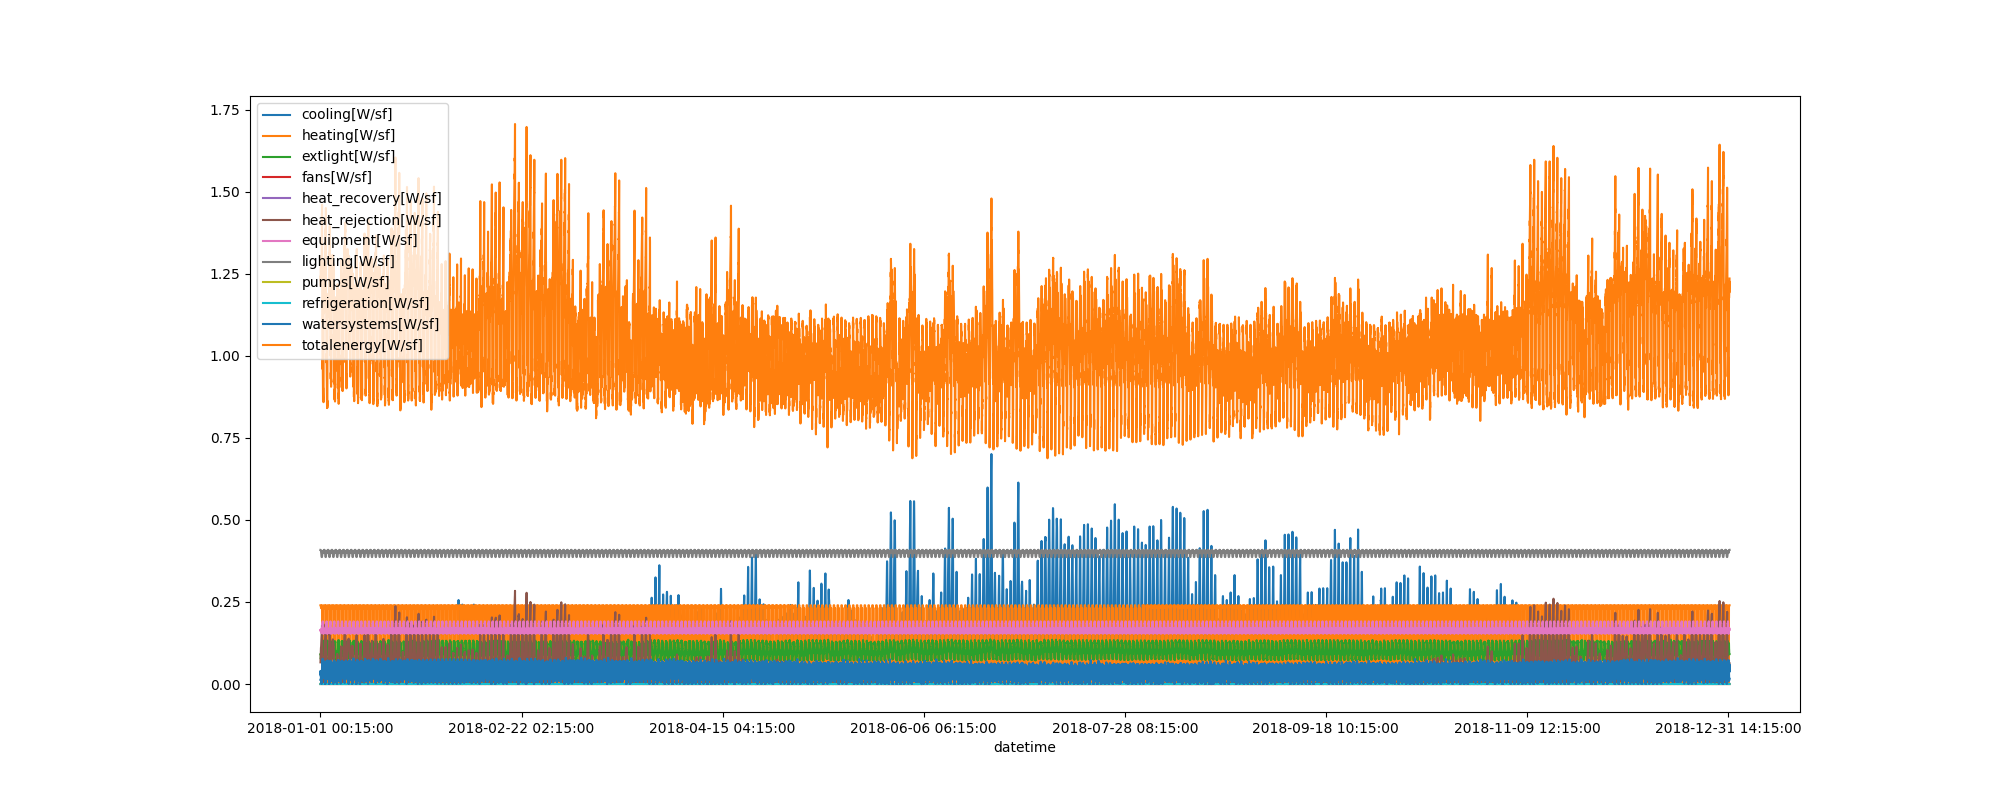 1.75
1.50
1.25
1.00
0.75
0.50
0.25
0.00
cooling[W/sf]
heating[W/sf]
extlight[W/sf]
fans[W/sf]
heat_recovery[W/sf]
heat_rejection[W/sf]
equipment[W/sf]
lighting[W/sf]
pumps[W/sf]
refrigeration[W/sf]
watersystems[W/sf]
totalenergy[W/sf]
2018-01-01 00:15:00 2018-02-22 02:15:00 2018-04-15 04:15:00 2018-06-06 06:15:00 2018-07-28 08:15:00 2018-09-18 10:15:00 2018-11-09 12:15:00 2018-12-31 14:15:00
datetime